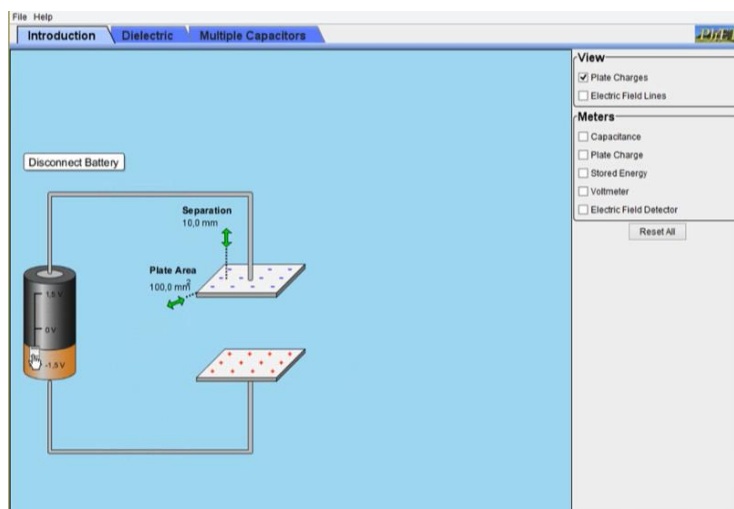 File Help
Introduction Dielectric Multiple Capacitors
PhET
View
Plate Charges
Electric Field Lines
Meters
Capacitance
Plate Charge
Stored Energy
Voltmeter
Electric Field Detector
Reset All
Disconnect Battery
Separation
10,0 mm
Plate Area
100,0 mm²
1,5 V
0 V
-1,5 V